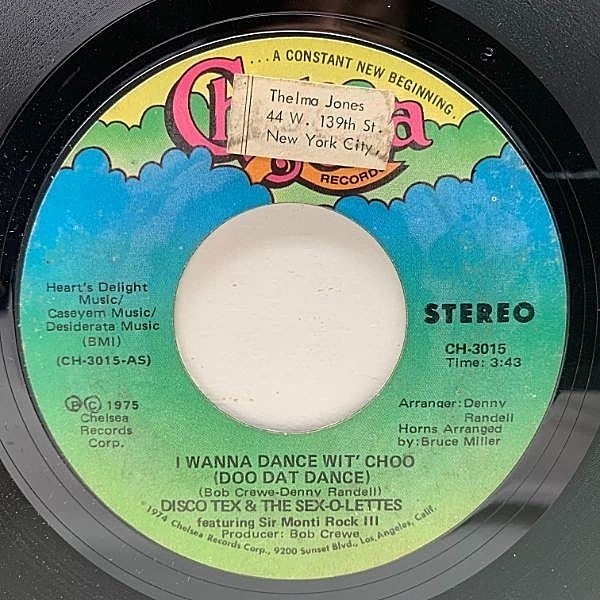 ...A CONSTANT NEW BEGINNING.
Thelma Jones
44 W. 139th St.
New York City,
RECORD
Heart's Delight
Music/
Caseyem Music/
Desiderata Music
(BMI)
(CH-3015-AS)
STEREO
CH-3015
Time: 3:43
Ⓟ © 1975
Chelsea
Records
Corp.
Arranger: Denny
Randell
Horns Arranged
by: Bruce Miller
I WANNA DANCE WIT' CHOO
(DOO DAT DANCE)
(Bob Crewe-Denny Randell)
DISCO TEX & THE SEX-O-LETTES
featuring Sir Monti Rock III
Producer: Bob Crewe
©1974 Chelsea Records Corp., 9200 Sunset Blvd., Los Angeles, Calif.